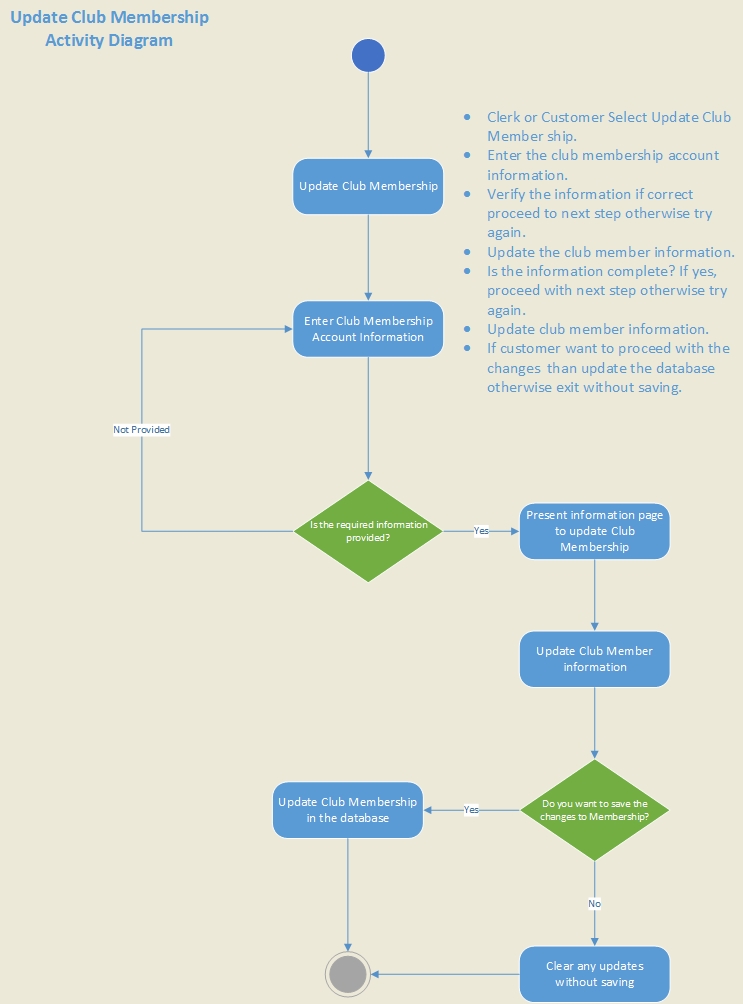 Update Club Membership
Activity Diagram
• Clerk or Customer Select Update Club
Member ship.
• Enter the club membership account
information.
• Verify the information if correct
proceed to next step otherwise try
again.
• Update the club member information.
• Is the information complete? If yes,
proceed with next step otherwise try
again.
• Update club member information.
• If customer want to proceed with the
changes than update the database
otherwise exit without saving.
Update Club Membership
Enter Club Membership
Account Information
Not Provided
Is the required information
provided?
Yes
Present information page
to update Club
Membership
Update Club Member
information
Do you want to save the
changes to Membership?
Yes
Update Club Membership
in the database
No
Clear any updates
without saving